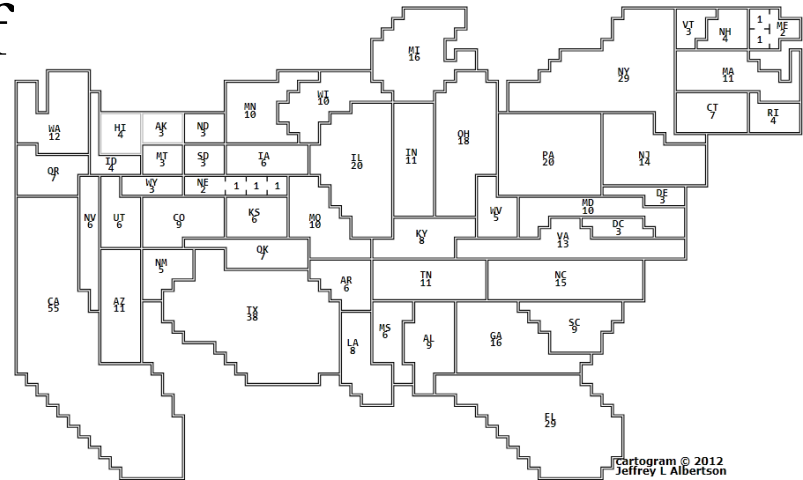 f
MI
16
VT
3
NH
4
1
1
ME
2
NY
29
MA
11
CT
7
RI
4
WA
12
HI
4
AK
3
ND
3
MN
10
WI
10
OR
7
ID
4
MT
3
SD
3
IA
6
IL
20
IN
11
OH
18
PA
20
NJ
14
WY
3
NE
2
1
1
1
NV
6
UT
6
CO
9
KS
6
MO
10
KY
8
WV
5
MD
10
DE
3
DC
3
VA
13
OK
7
NM
5
CA
55
AZ
11
TX
38
AR
6
TN
11
NC
15
LA
8
MS
6
AL
9
GA
16
SC
9
FL
29
cartogram © 2012
Jeffrey L Albertson